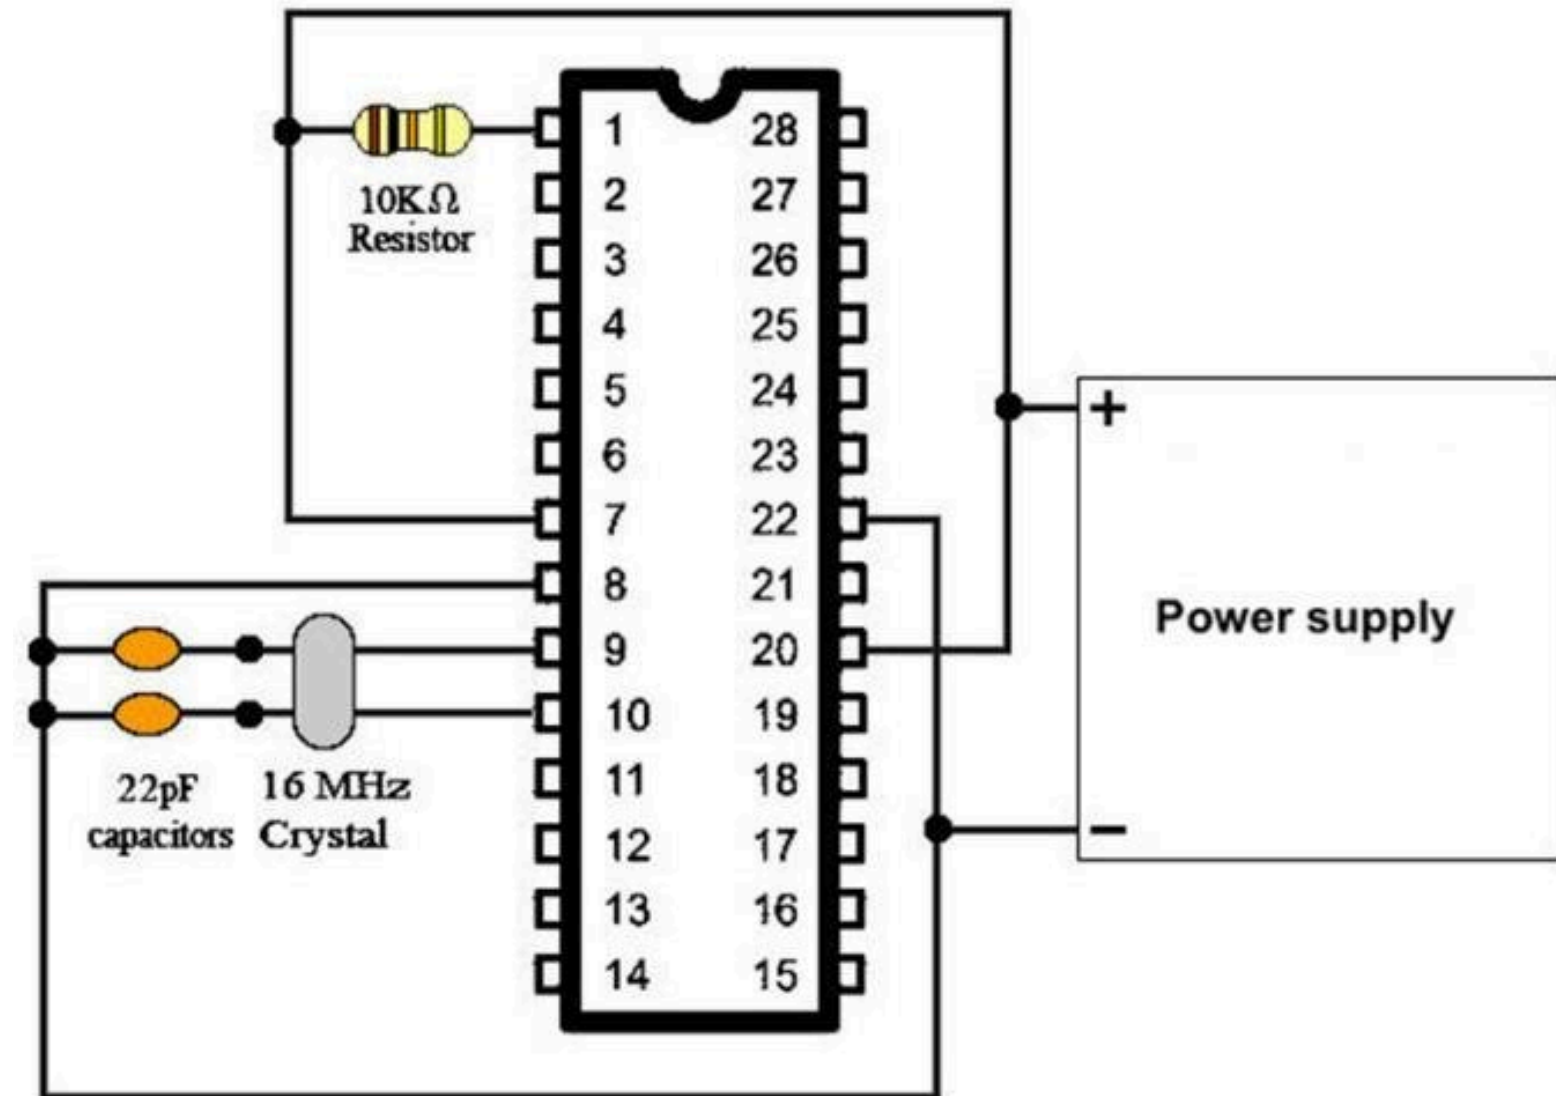 10KΩ
Resistor
1 28
2 27
3 26
4 25
5 24
6 23
7 22
8 21
9 20
10 19
11 18
12 17
13 16
14 15
+
Power supply
−
22pF
capacitors
16 MHz
Crystal